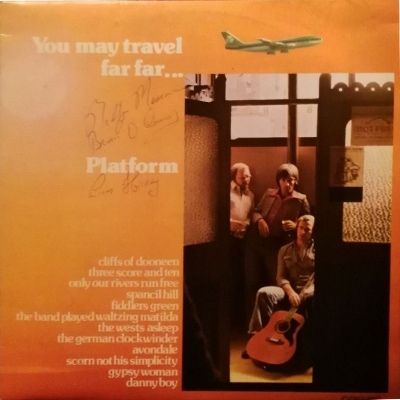 You may travel
far far...
Platform
cliffs of dooneen
three score and ten
only our rivers run free
spancil hill
fiddlers green
the band played waltzing matilda
the wests asleep
the german clockwinder
avondale
scorn not his simplicity
gypsy woman
danny boy